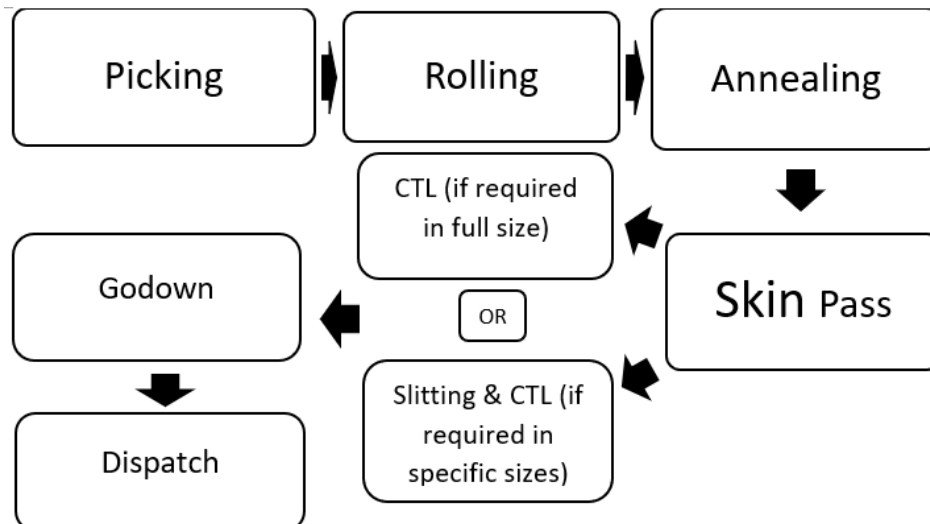 Picking
Rolling
Annealing
CTL (if required
in full size)
Skin Pass
Godown
OR
Slitting & CTL (if
required in
specific sizes)
Dispatch